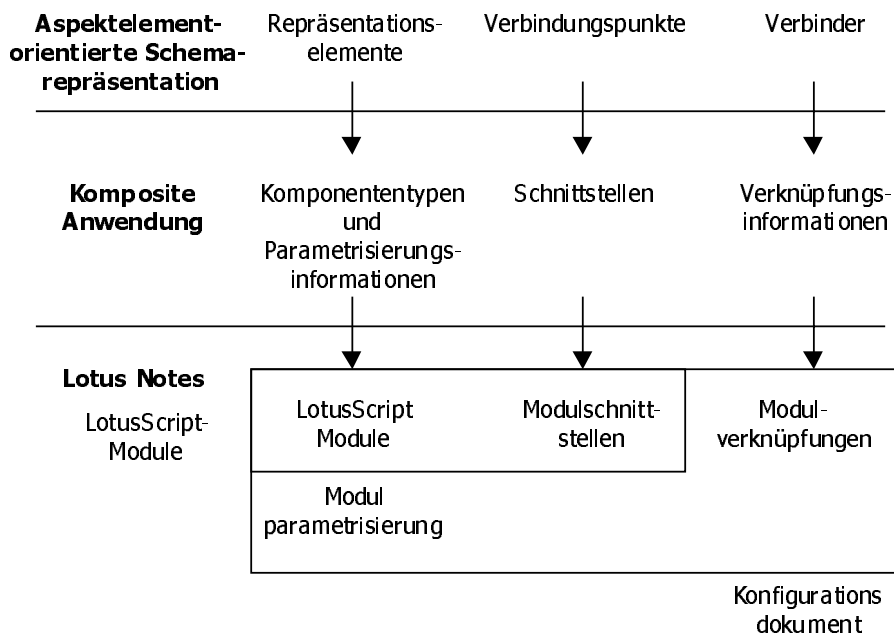 Aspektelement-
orientierte Schema-
repräsentation
Repräsentations-
elemente
Verbindungspunkte
Verbinder
Komposite
Anwendung
Komponententypen
und
Parametrisierungs-
informationen
Schnittstellen
Verknüpfungs-
informationen
Lotus Notes
LotusScript-
Module
LotusScript
Module
Modulschnitt-
stellen
Modul-
verknüpfungen
Modul
parametrisierung
Konfigurations
dokument